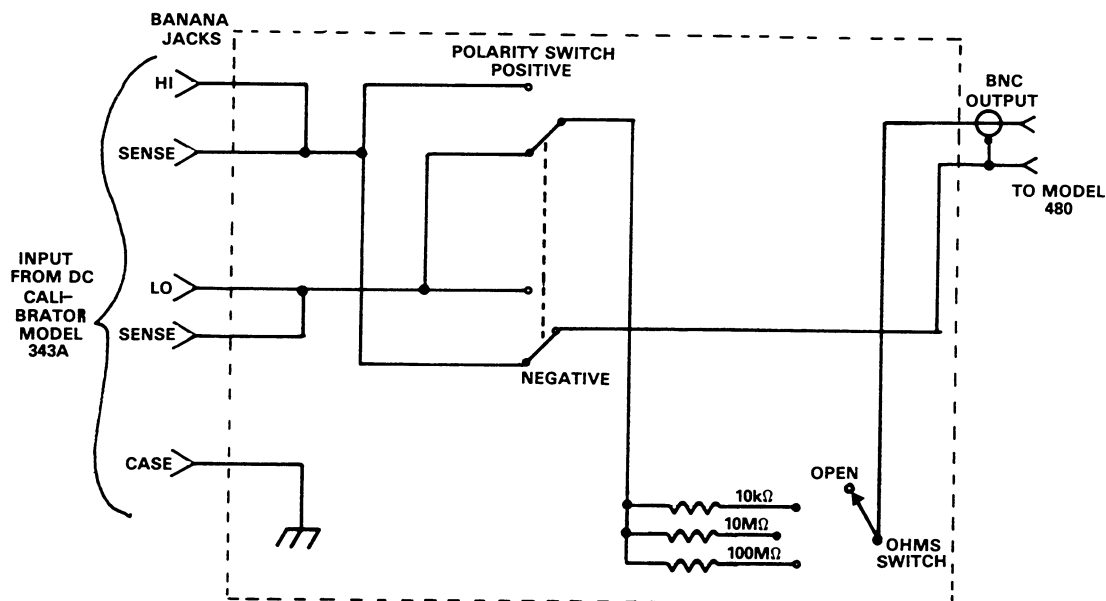 BANANA
JACKS
HI
SENSE
LO
SENSE
CASE
INPUT
FROM DC
CALI-
BRATOR
MODEL
343A
POLARITY SWITCH
POSITIVE
NEGATIVE
BNC
OUTPUT
TO MODEL
480
OPEN
10kΩ
10MΩ
100MΩ
OHMS
SWITCH